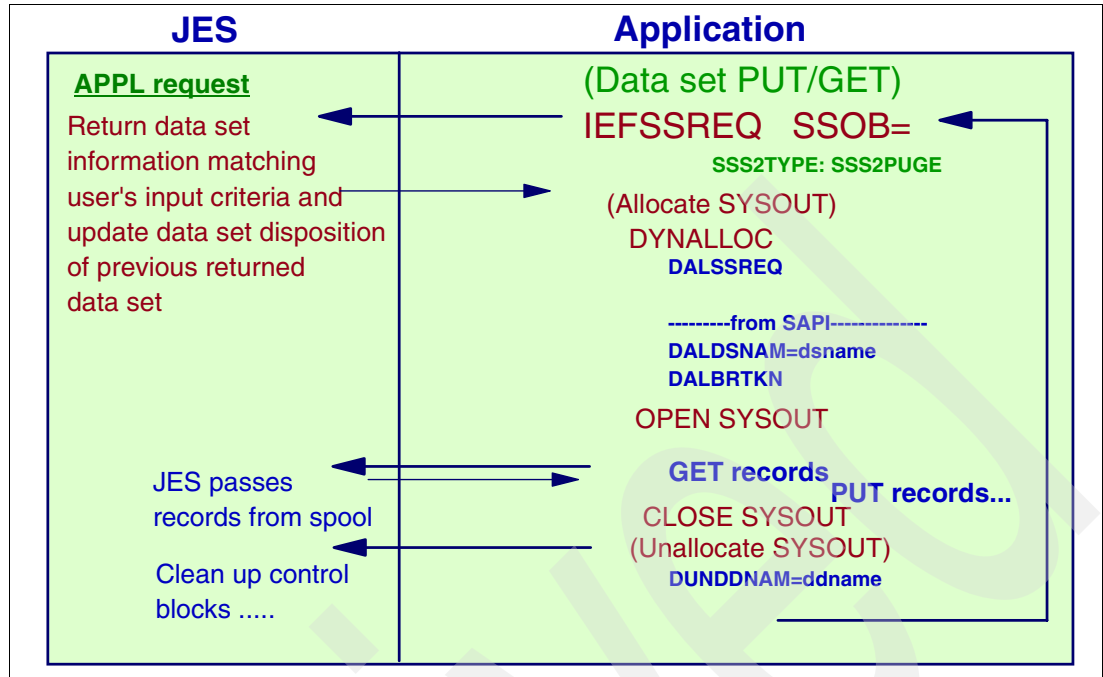 JES
Application
APPL request
Return data set
information matching
user's input criteria and
update data set disposition
of previous returned
data set
(Data set PUT/GET)
IEFSSREQ SSOB=
SSS2TYPE: SSS2PUGE
(Allocate SYSOUT)
DYNALLOC
DALSSREQ
---------from SAPI--------------
DALDSNAM=dsname
DALBRTKN
OPEN SYSOUT
JES passes
records from spool
GET records
PUT records...
CLOSE SYSOUT
(Unallocate SYSOUT)
DUNDDNAM=ddname
Clean up control
blocks .....